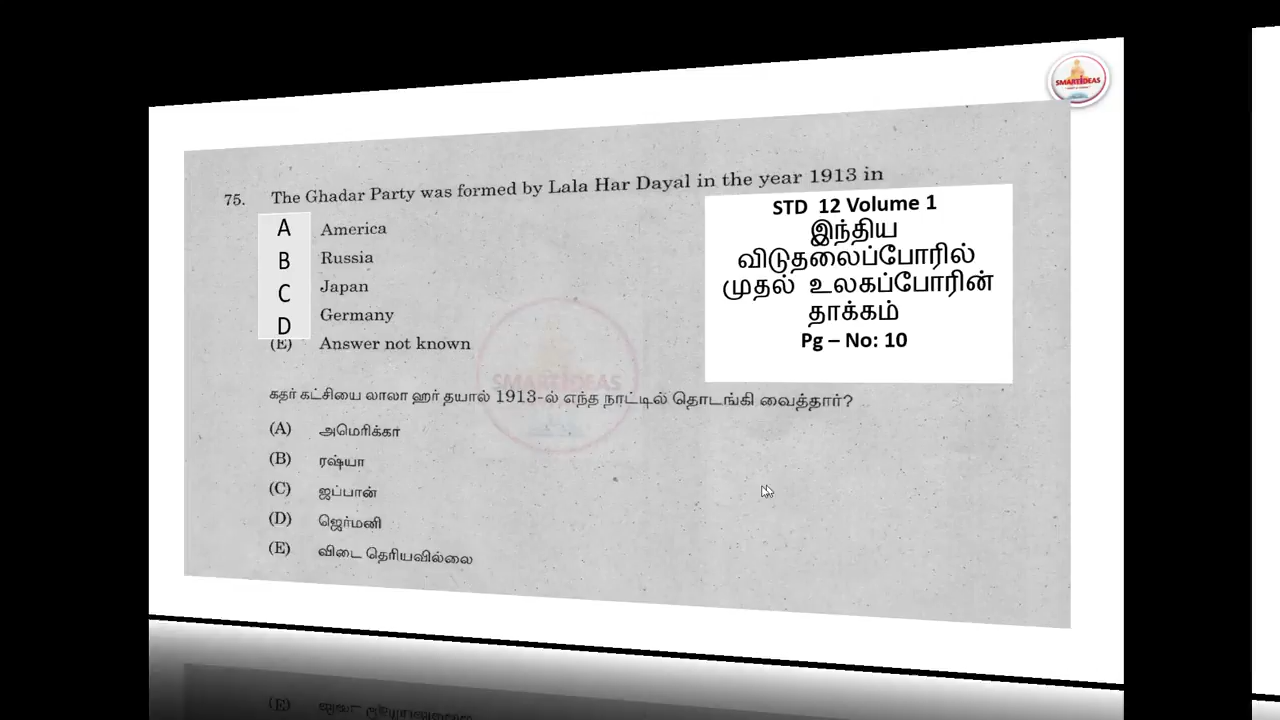 SMARTIDEAS
75. The Ghadar Party was formed by Lala Har Dayal in the year 1913 in
A America
B Russia
C Japan
D Germany
(E) Answer not known
STD 12 Volume 1
இந்திய
விடுதலைப்போரில்
முதல் உலகப்போரின்
தாக்கம்
Pg – No: 10
SMARTIDEAS
கதர் கட்சியை லாலா ஹர் தயால் 1913-ல் எந்த நாட்டில் தொடங்கி வைத்தார்?
(A) அமெரிக்கா
(B) ரஷ்யா
(C) ஜப்பான்
(D) ஜெர்மனி
(E) விடை தெரியவில்லை
(E)